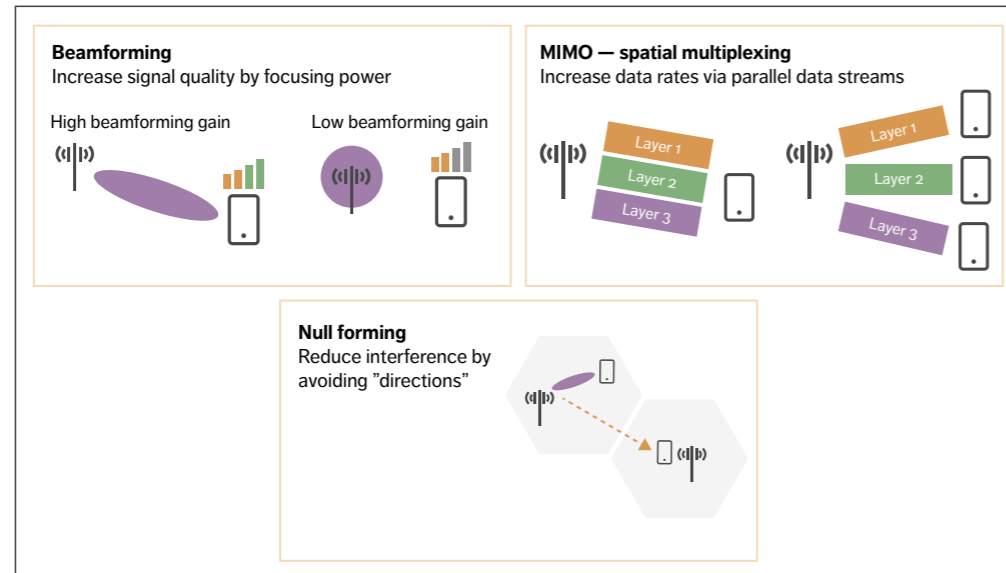 Beamforming
Increase signal quality by focusing power
High beamforming gain
Low beamforming gain
MIMO — spatial multiplexing
Increase data rates via parallel data streams
Layer 1
Layer 2
Layer 3
Layer 1
Layer 2
Layer 3
Null forming
Reduce interference by
avoiding ”directions”